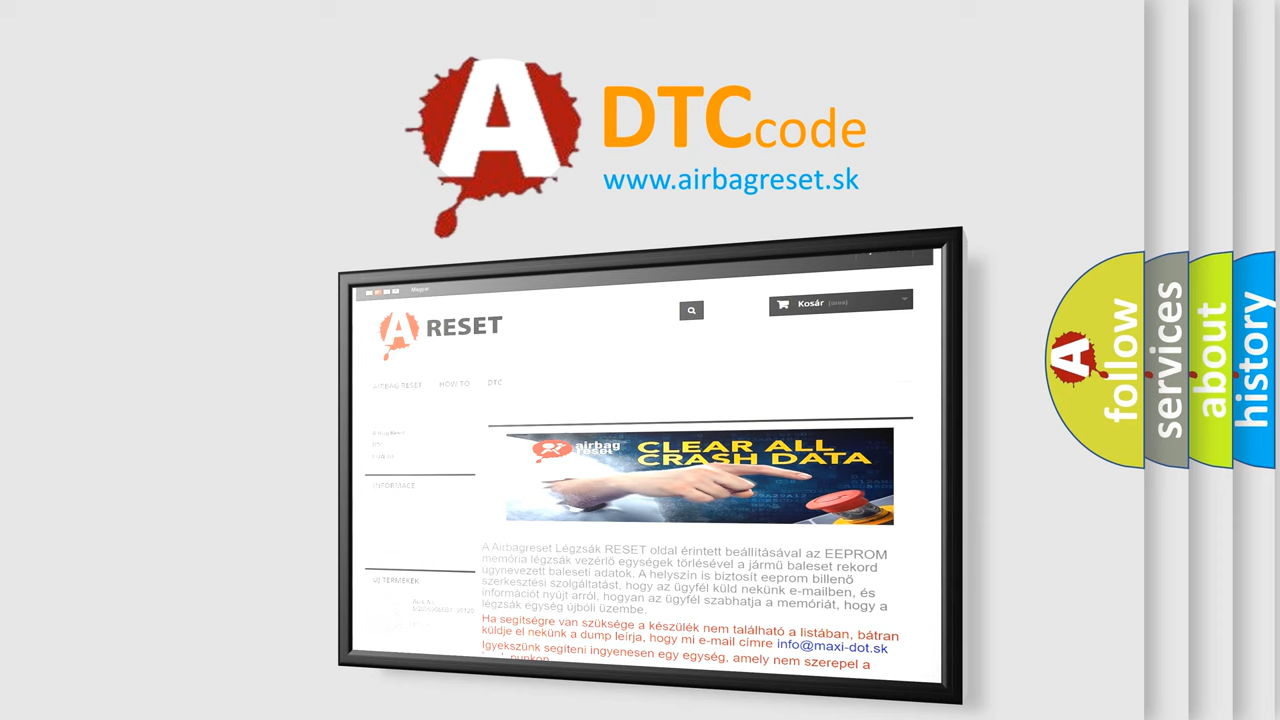 A
DTCcode
www.airbagreset.sk
Magyar
A RESET
Kosár (üres)
AIRBAG RESET HOW TO DTC
INFORMACE
airbag
reset
CLEAR ALL
CRASH DATA
A Airbagreset Légzsák RESET oldal érintett beállításával az EEPROM
memória légzsák vezérlő egységek törlésével a jármű baleset rekord
úgynevezett baleseti adatok. A helyszín is biztosít eeprom billenő
szerkesztési szolgáltatást, hogy az ügyfél küld nekünk e-mailben, és
információt nyújt arról, hogyan az ügyfél szabhatja a memóriát, hogy a
légzsák egység újbóli üzembe.
Ha segítségre van szüksége a készülék nem található a listában, bátran
küldje el nekünk a dump leírja, hogy mi e-mail címre info@maxi-dot.sk
Igyekszünk segíteni ingyenesen egy egység, amely nem szerepel a
ÚJ TERMÉKEK
A
follow
services
about
history